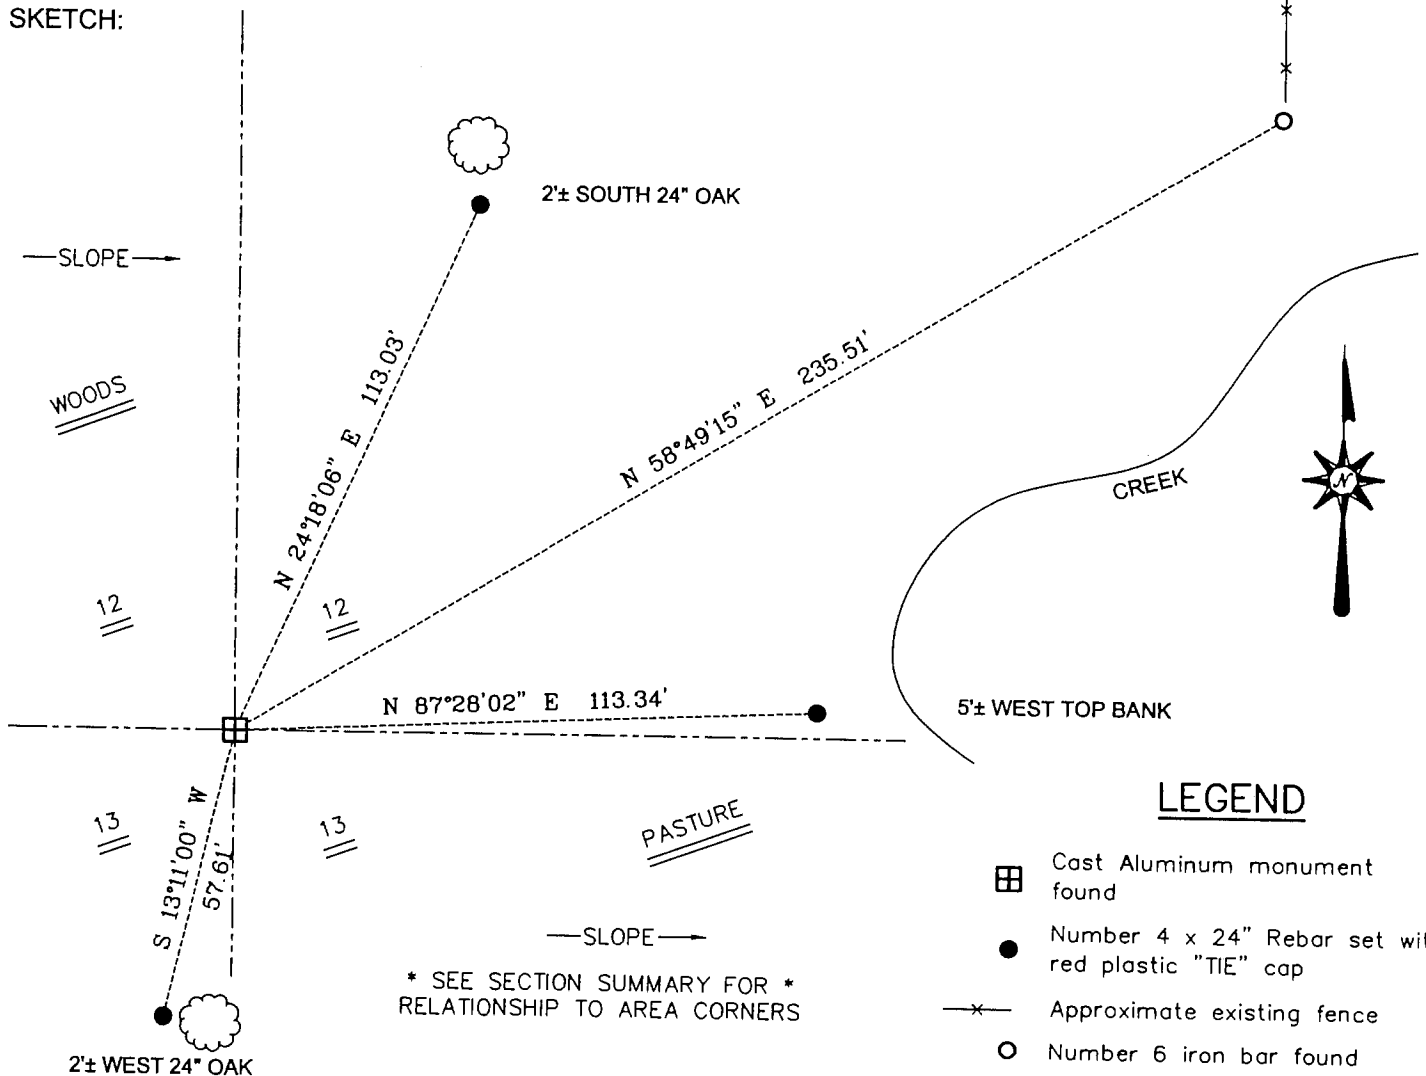 SKETCH:
2'± SOUTH 24" OAK
SLOPE
N 24°18'06" E 113.03'
N 58°49'15" E 235.51'
WOODS
CREEK
N
12
12
N 87°28'02" E 113.34'
5'± WEST TOP BANK
13
13
S 13°11'00" W
57.61'
PASTURE
SLOPE
* SEE SECTION SUMMARY FOR *
RELATIONSHIP TO AREA CORNERS
2'± WEST 24" OAK
LEGEND
Cast Aluminum monument
found
Number 4 x 24" Rebar set wit
red plastic "TIE" cap
Approximate existing fence
Number 6 iron bar found